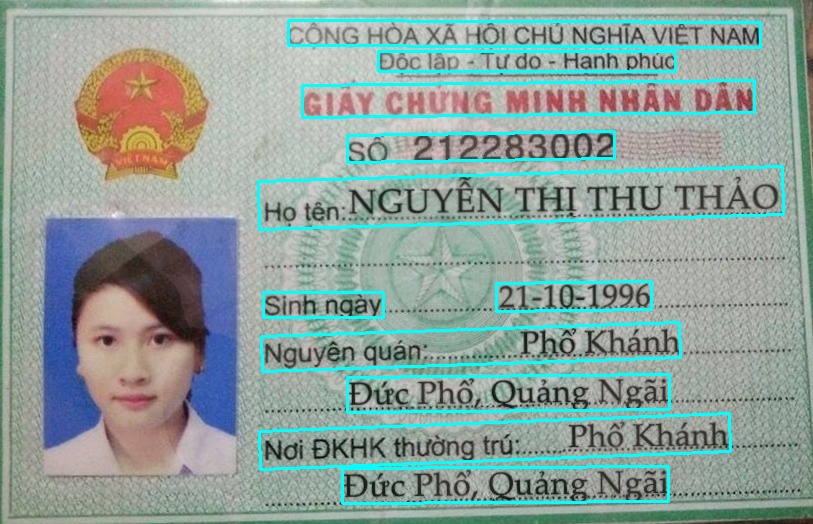 CỘNG HÒA XÃ HỘI CHỦ NGHĨA VIỆT NAM
Độc lập - Tự do - Hạnh phúc
GIẤY CHỨNG MINH NHÂN DÂN
SỐ 212283002
VIỆT NAM
Họ tên: NGUYỄN THỊ THU THẢO
Sinh ngày 21-10-1996
Nguyên quán: Phổ Khánh
Đức Phổ, Quảng Ngãi
Nơi ĐKHK thường trú: Phổ Khánh
Đức Phổ, Quảng Ngãi